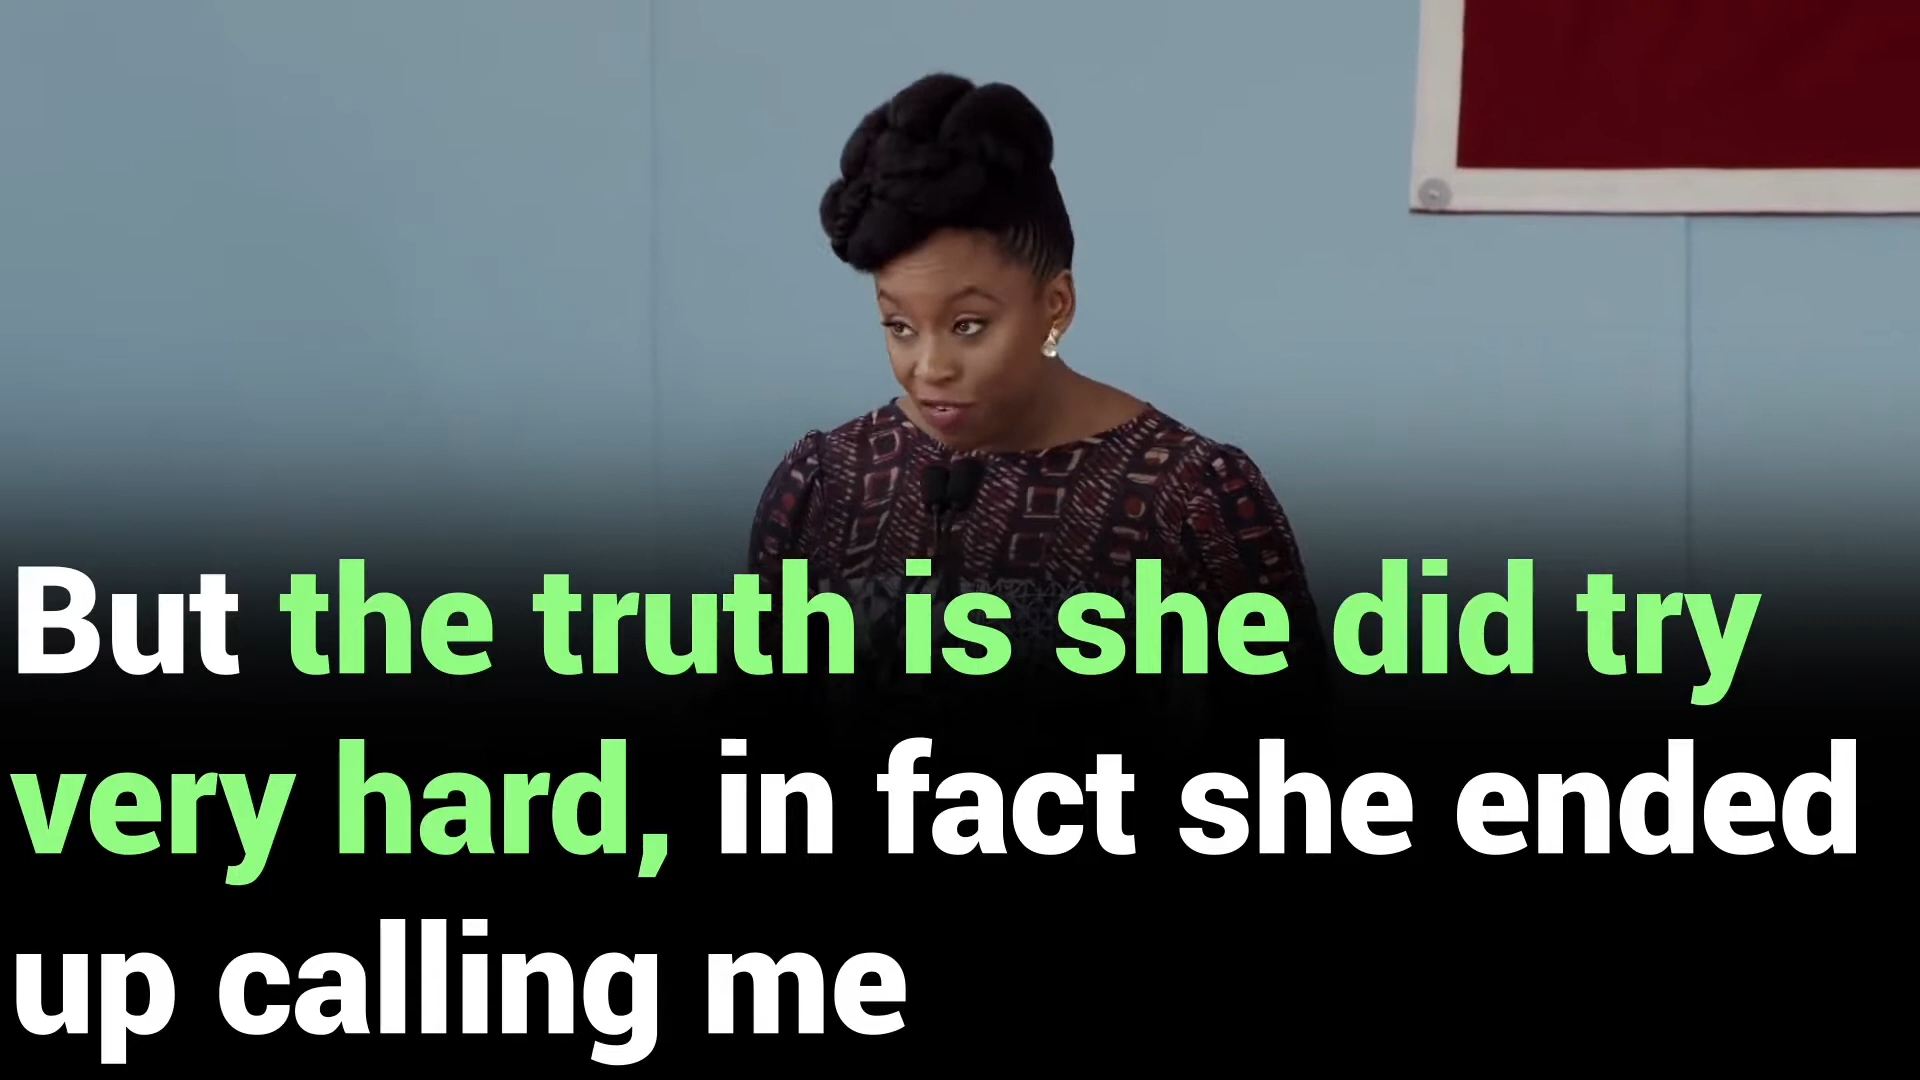 But the truth is she did try
very hard, in fact she ended
up calling me